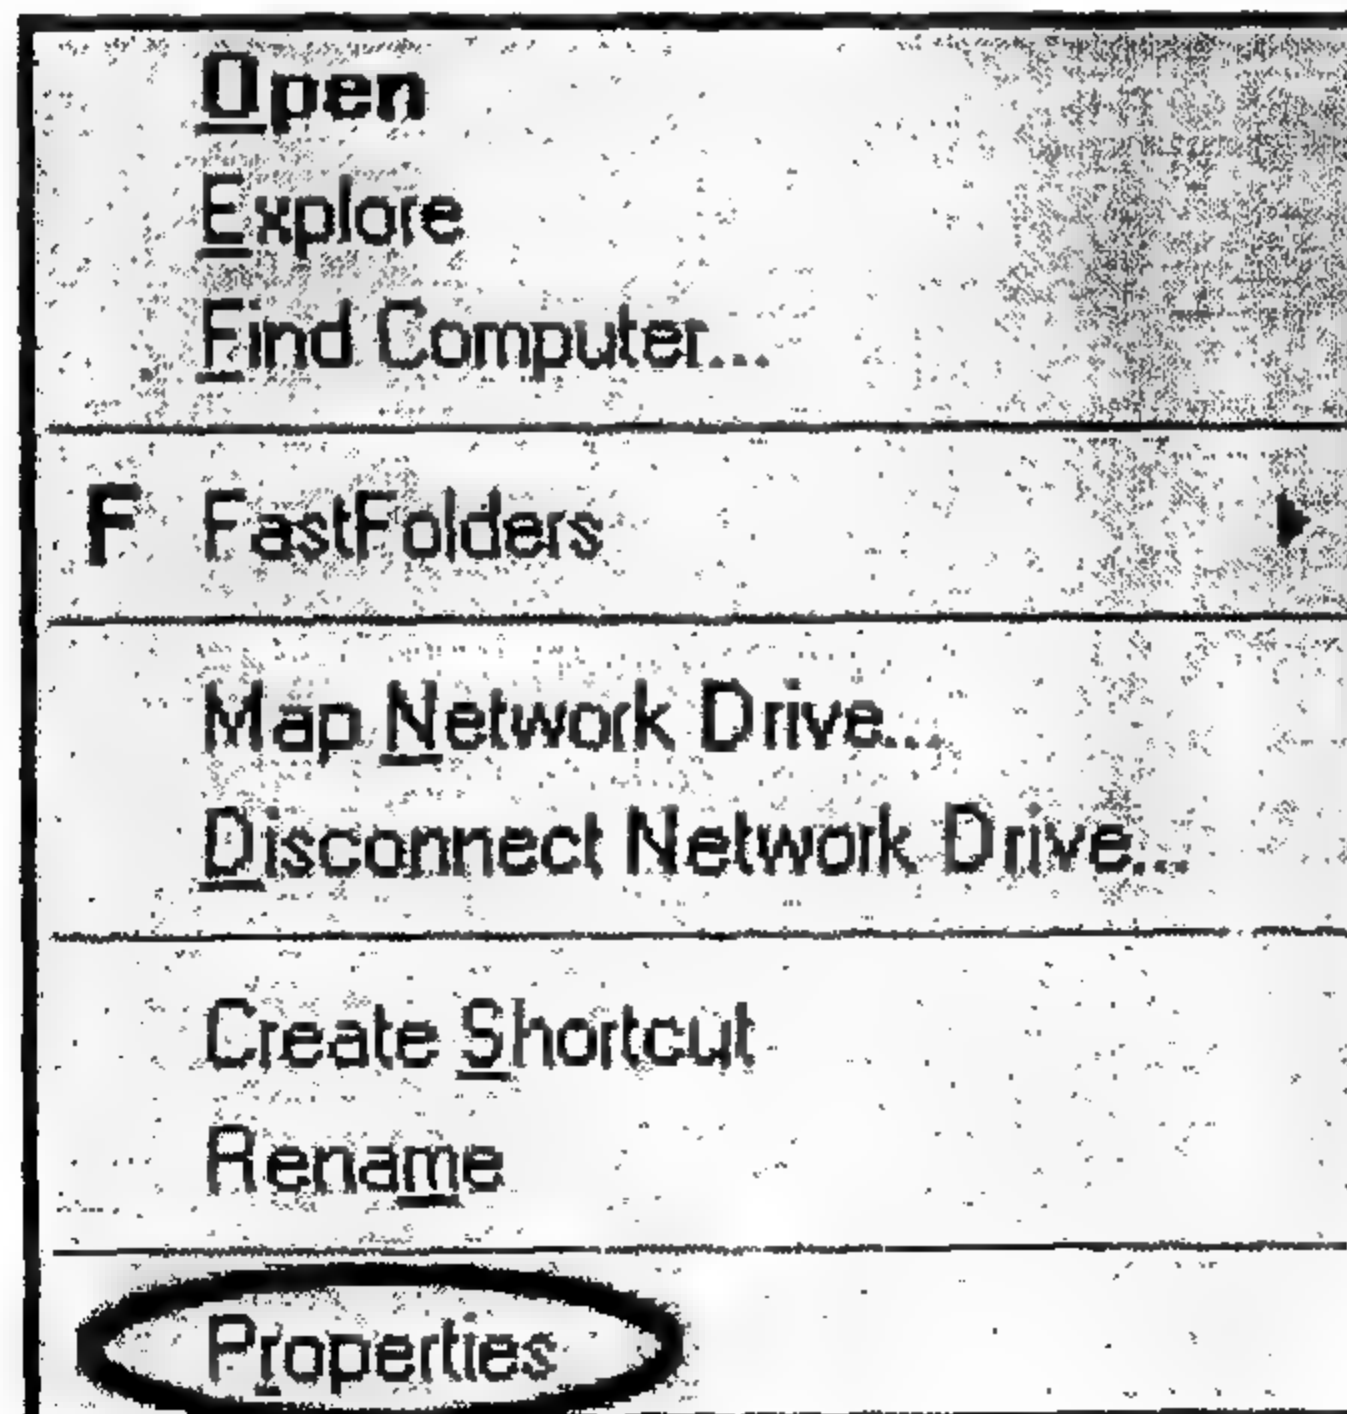 Open
Explore
Find Computer...
F FastFolders
Map Network Drive...
Disconnect Network Drive...
Create Shortcut
Rename
Properties